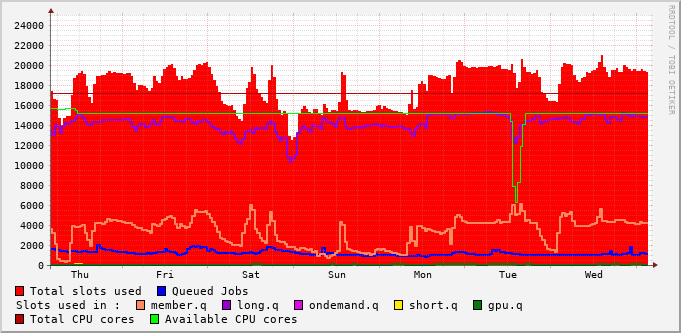 24000
22000
20000
18000
16000
14000
12000
10000
8000
6000
4000
2000
0
Thu Fri Sat Sun Mon Tue Wed
Total slots used Queued Jobs
Slots used in : member.q long.q ondemand.q short.q gpu.q
Total CPU cores Available CPU cores
RRDTOOL / TOBI OETIKER